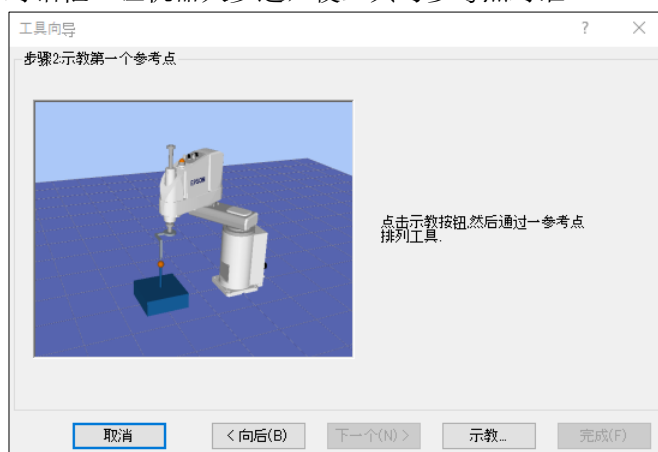 工具向导
步骤2:示教第一个参考点
EPSON
点击示教按钮,然后通过一参考点
排列工具.
取消
< 向后(B)
下一个(N) >
示教...
完成(F)